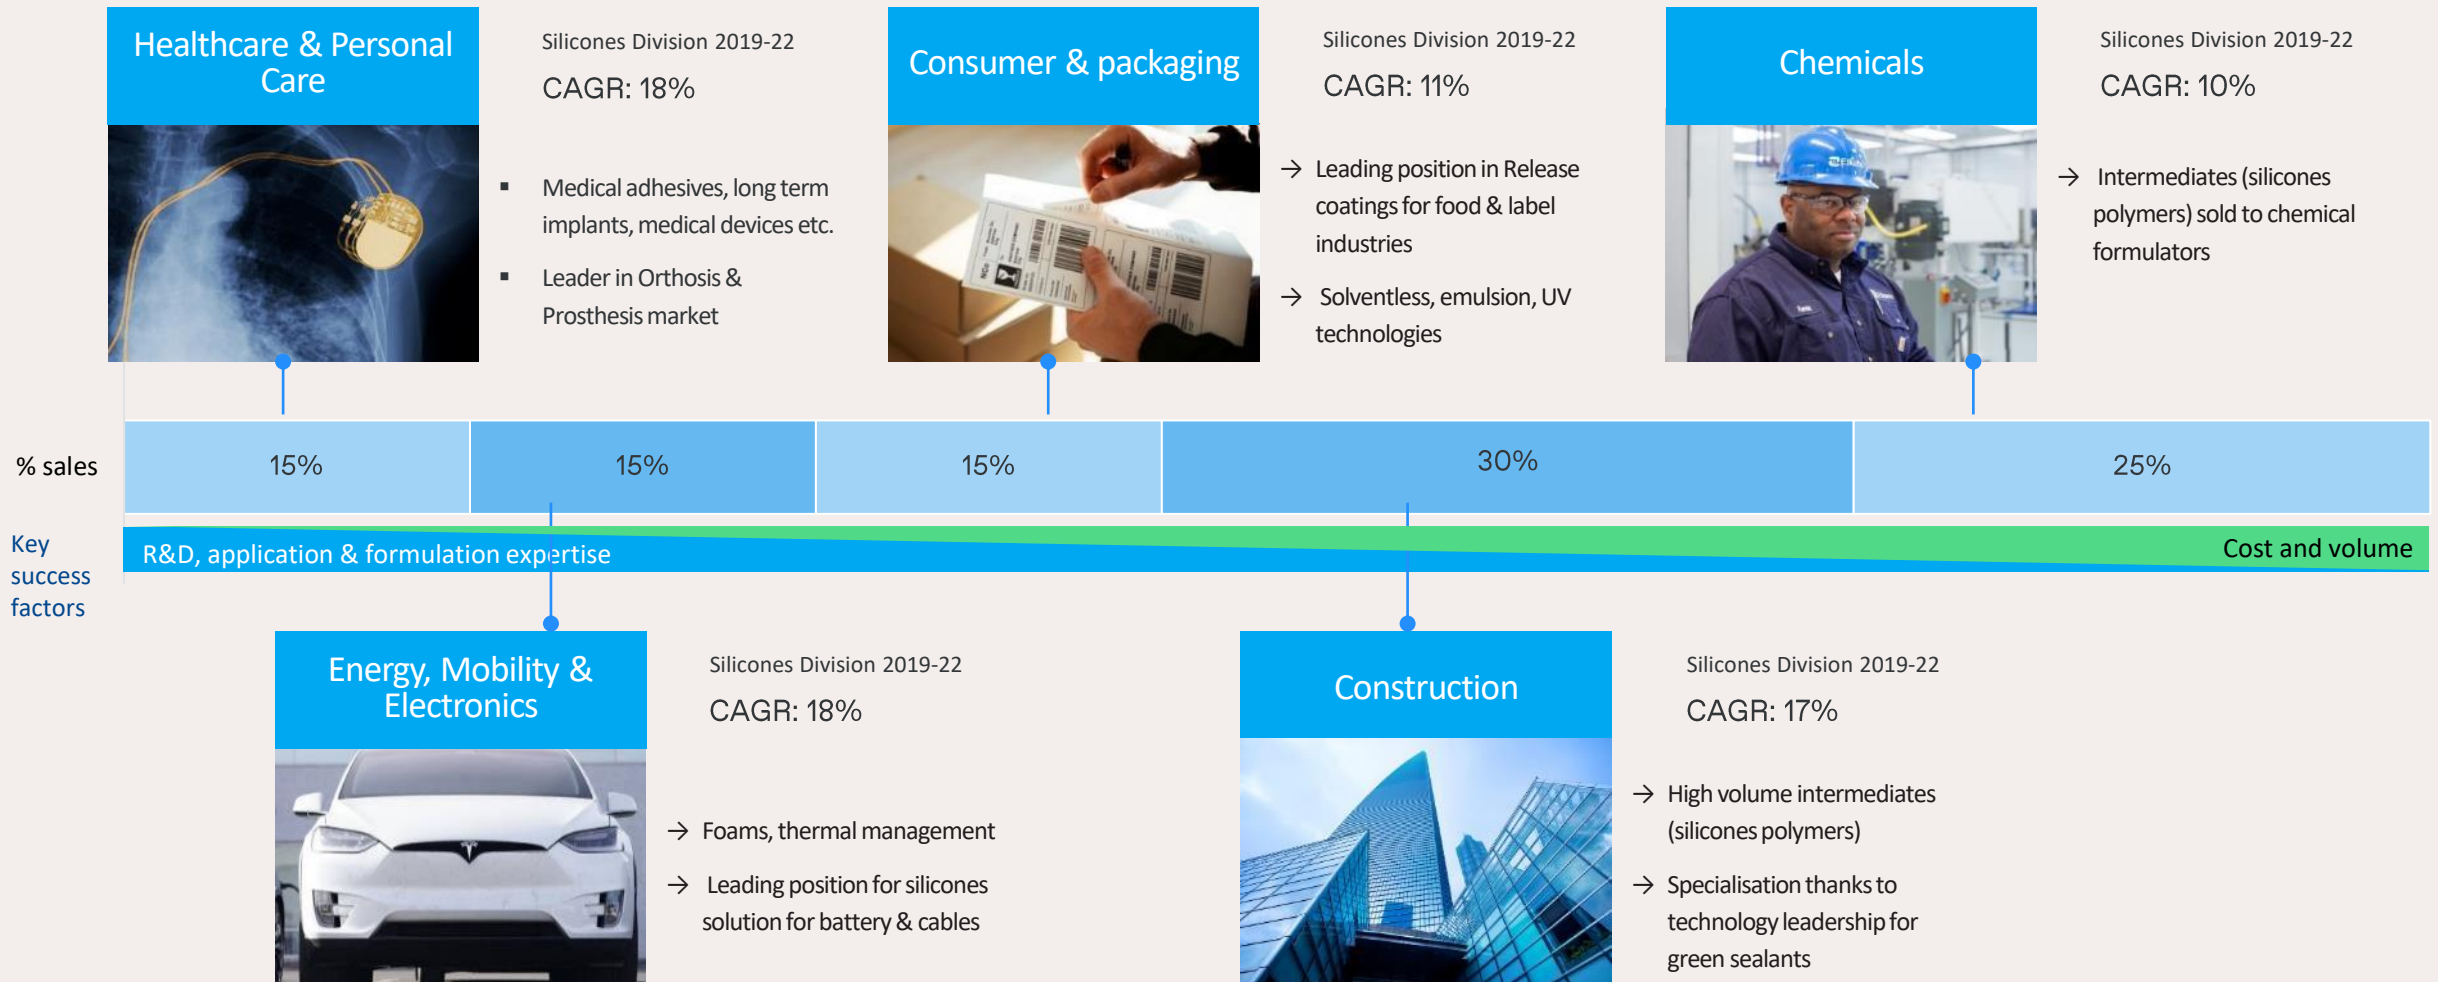 Healthcare & Personal
Care
Silicones Division 2019-22
CAGR: 18%
▪ Medical adhesives, long term
implants, medical devices etc.
▪ Leader in Orthosis &
Prosthesis market
Consumer & packaging
Silicones Division 2019-22
CAGR: 11%
→ Leading position in Release
coatings for food & label
industries
→ Solventless, emulsion, UV
technologies
Chemicals
Silicones Division 2019-22
CAGR: 10%
→ Intermediates (silicones
polymers) sold to chemical
formulators
% sales
15%
15%
15%
30%
25%
Key
success
factors
R&D, application & formulation expertise
Cost and volume
Energy, Mobility &
Electronics
Silicones Division 2019-22
CAGR: 18%
→ Foams, thermal management
→ Leading position for silicones
solution for battery & cables
Construction
Silicones Division 2019-22
CAGR: 17%
→ High volume intermediates
(silicones polymers)
→ Specialisation thanks to
technology leadership for
green sealants